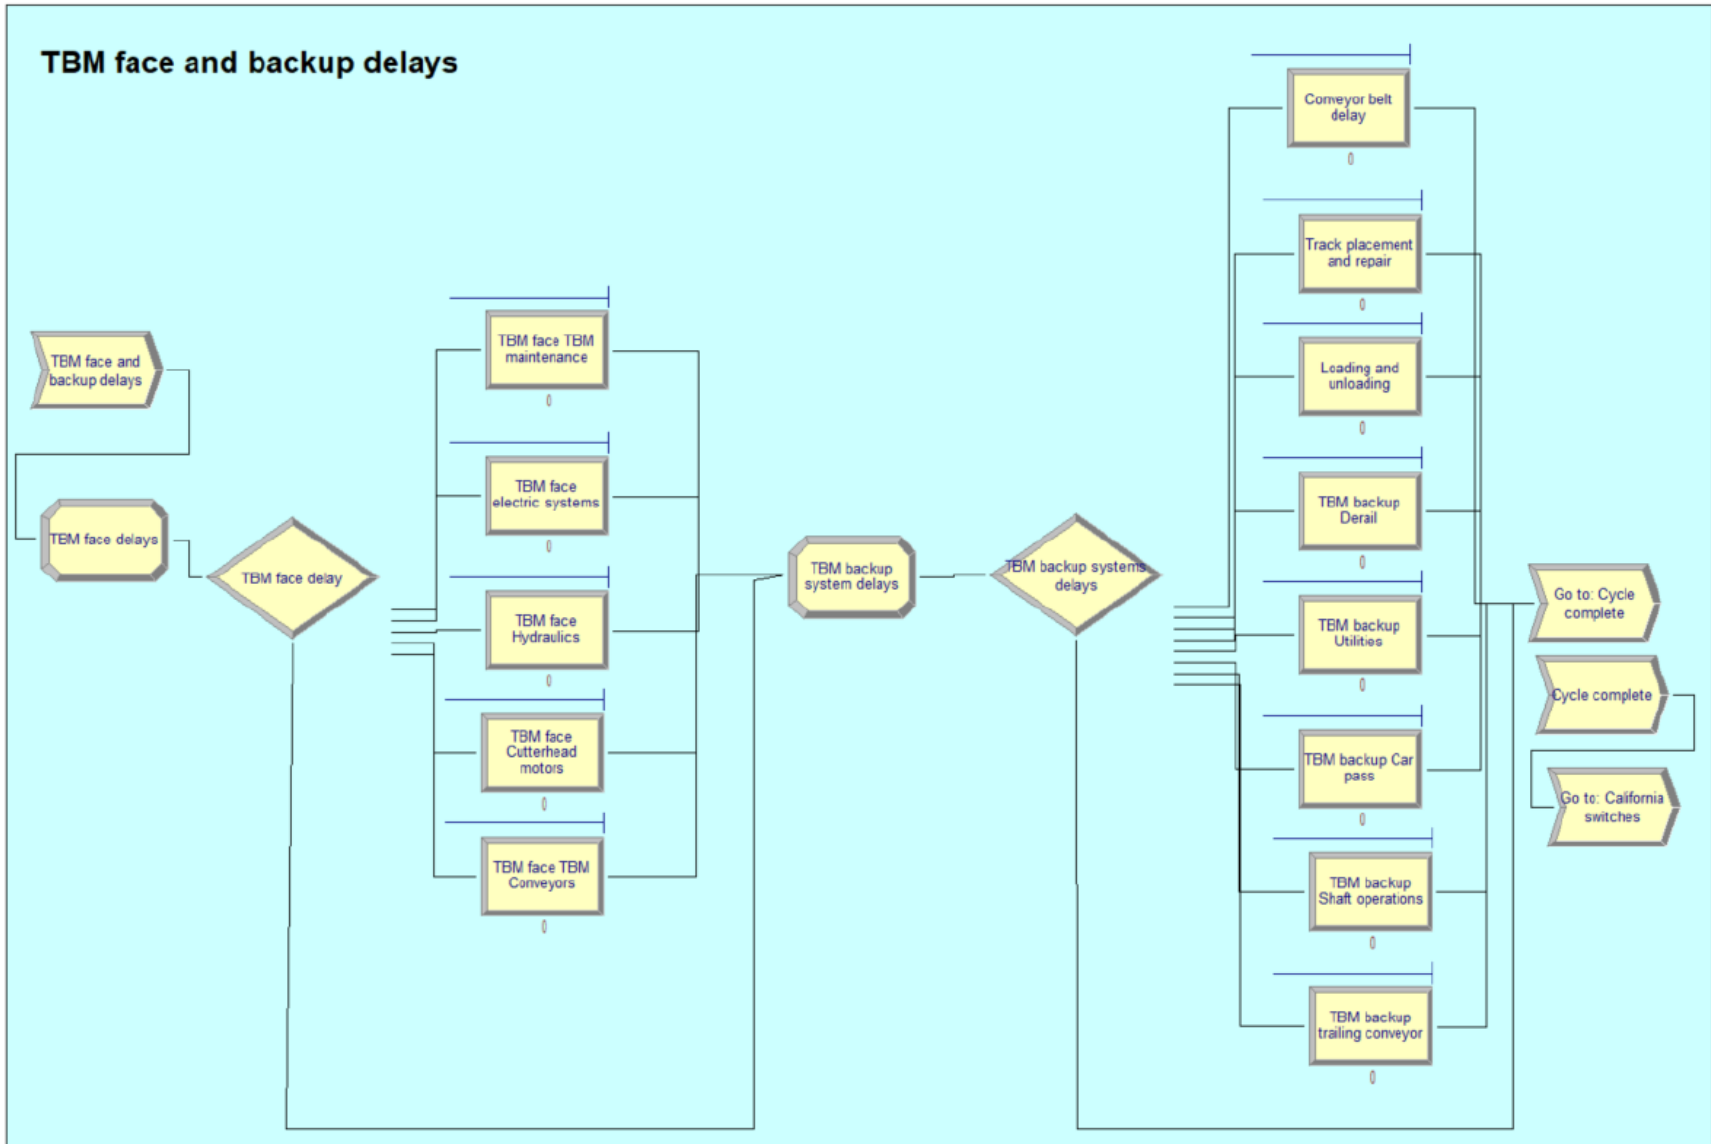 TBM face and backup delays
TBM face and
backup delays
TBM face delays
TBM face delay
TBM face TBM
maintenance
0
TBM face
electric systems
0
TBM face
Hydraulics
0
TBM face
Cutterhead
motors
0
TBM face TBM
Conveyors
0
TBM backup
system delays
TBM backup systems
delays
Conveyor belt
delay
0
Track placement
and repair
0
Loading and
unloading
0
TBM backup
Derail
0
TBM backup
Utilities
0
TBM backup Car
pass
0
TBM backup
Shaft operations
0
TBM backup
trailing conveyor
0
Go to: Cycle
complete
Cycle complete
Go to: California
switches